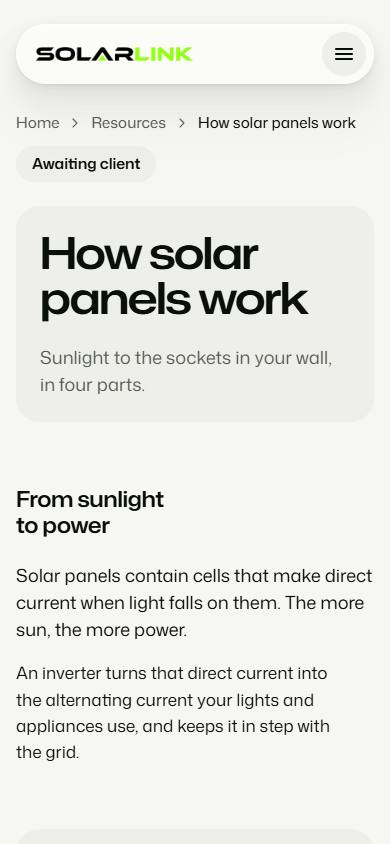 SOLARLINK
Home > Resources > How solar panels work
Awaiting client
How solar
panels work
Sunlight to the sockets in your wall,
in four parts.
From sunlight
to power
Solar panels contain cells that make direct
current when light falls on them. The more
sun, the more power.
An inverter turns that direct current into
the alternating current your lights and
appliances use, and keeps it in step with
the grid.